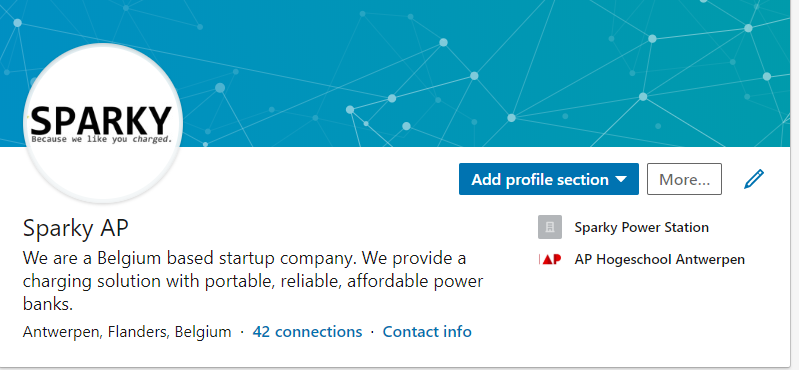 SPARKY
Because we like you charged.
Add profile section
More...
Sparky AP
We are a Belgium based startup company. We provide a
charging solution with portable, reliable, affordable power
banks.
Antwerpen, Flanders, Belgium · 42 connections · Contact info
Sparky Power Station
AP
AP Hogeschool Antwerpen